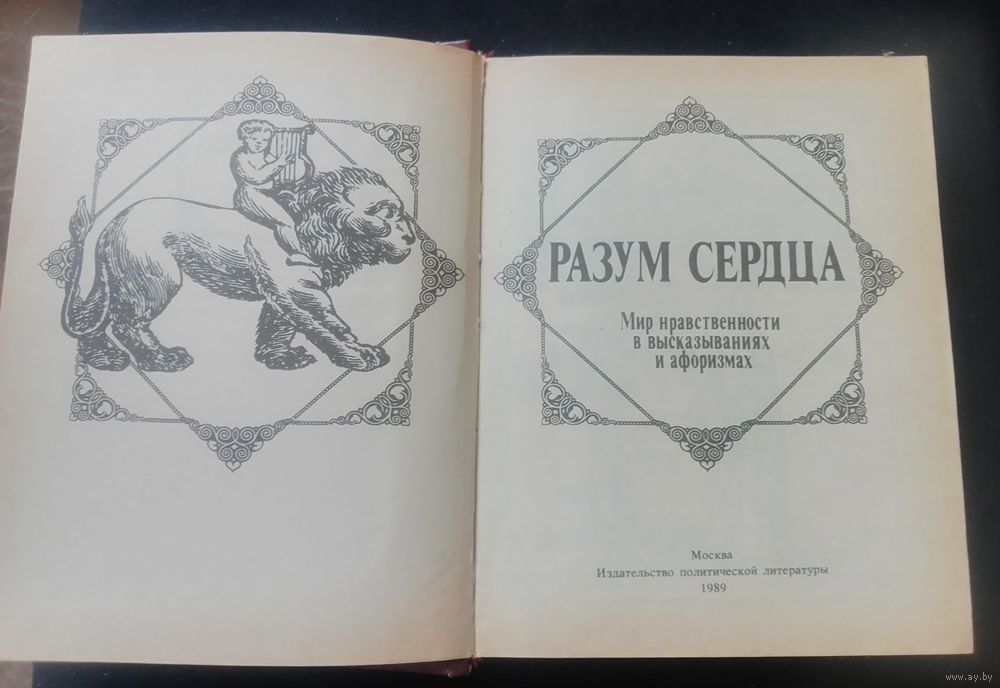 РАЗУМ СЕРДЦА
Мир нравственности
в высказываниях
и афоризмах
Москва
Издательство политической литературы
1989
www.ay.by